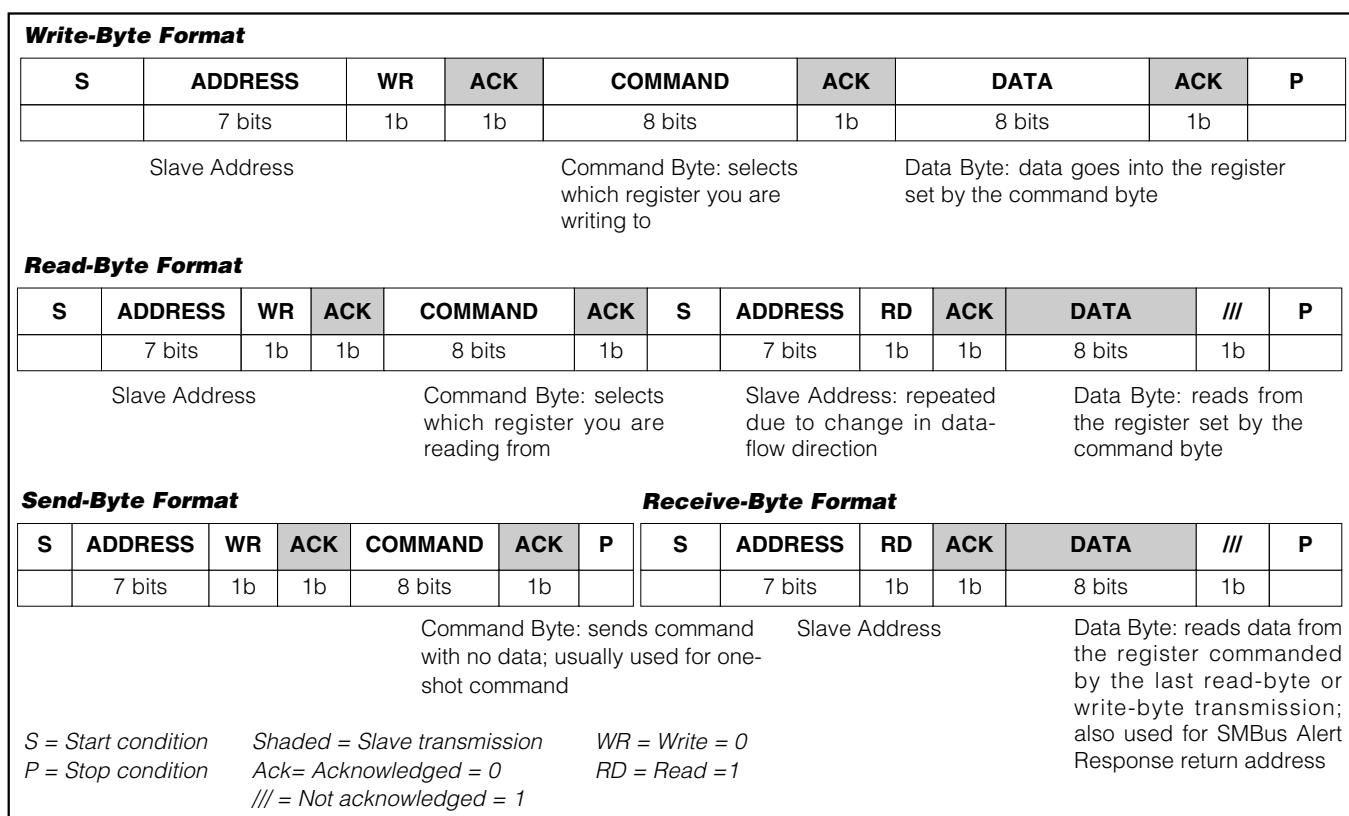 Write-Byte Format
S ADDRESS WR ACK COMMAND ACK DATA ACK P
7 bits 1b 1b 8 bits 1b 8 bits 1b
Slave Address
Command Byte: selects
which register you are
writing to
Data Byte: data goes into the register
set by the command byte
Read-Byte Format
S ADDRESS WR ACK COMMAND ACK S ADDRESS RD ACK DATA /// P
7 bits 1b 1b 8 bits 1b 7 bits 1b 1b 8 bits 1b
Slave Address
Command Byte: selects
which register you are
reading from
Slave Address: repeated
due to change in data-
flow direction
Data Byte: reads from
the register set by the
command byte
Send-Byte Format
S ADDRESS WR ACK COMMAND ACK P
7 bits 1b 1b 8 bits 1b
Command Byte: sends command
with no data; usually used for one-
shot command
Receive-Byte Format
S ADDRESS RD ACK DATA /// P
7 bits 1b 1b 8 bits 1b
Slave Address
Data Byte: reads data from
the register commanded
by the last read-byte or
write-byte transmission;
also used for SMBus Alert
Response return address
S = Start condition Shaded = Slave transmission WR = Write = 0
P = Stop condition Ack= Acknowledged = 0 RD = Read =1
/// = Not acknowledged = 1